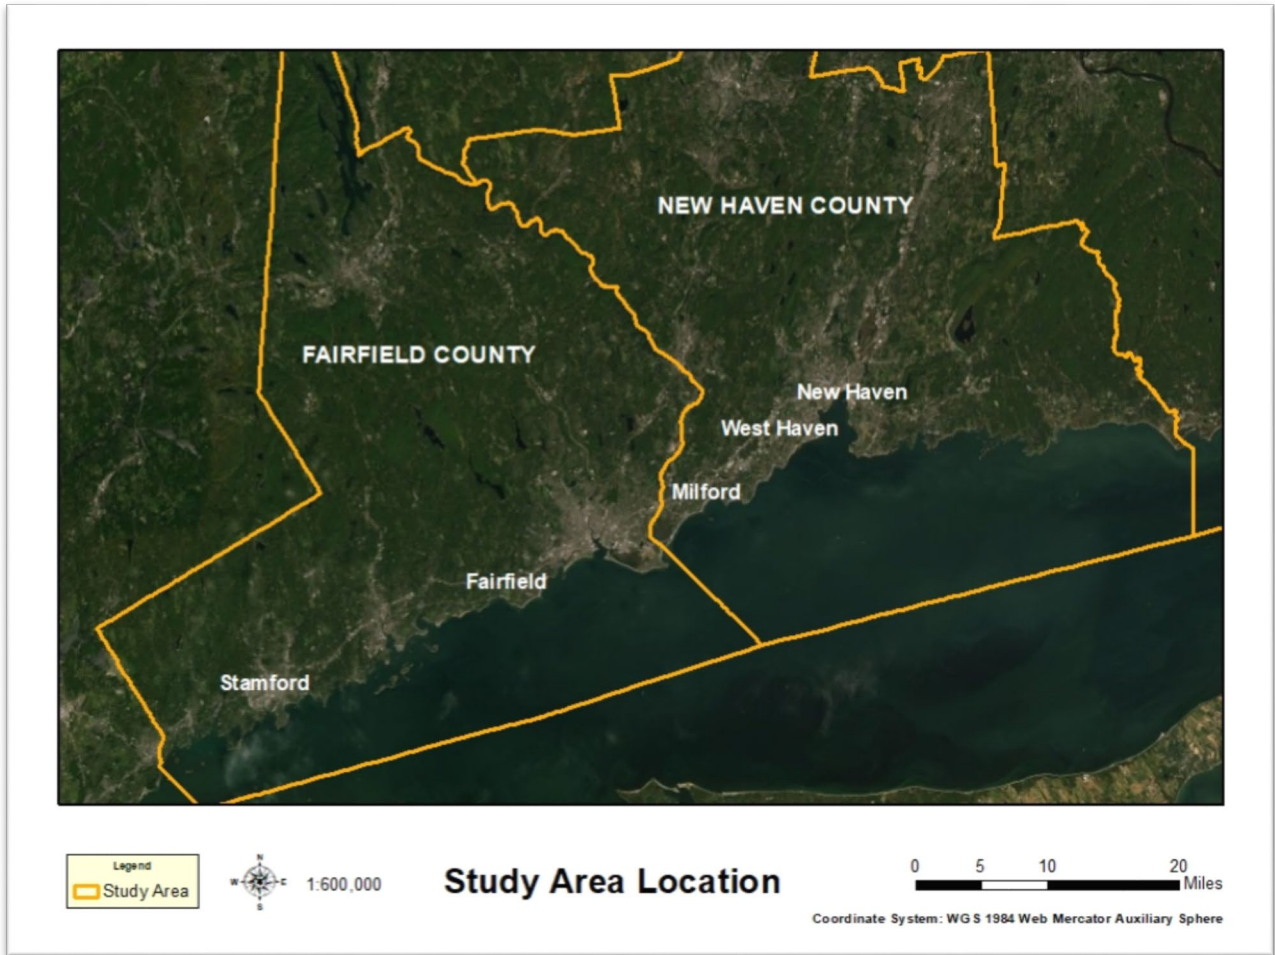 NEW HAVEN COUNTY
FAIRFIELD COUNTY
New Haven
West Haven
Milford
Fairfield
Stamford
Legend
Study Area
N
W E
S
1:600,000
Study Area Location
0 5 10 20
Miles
Coordinate System: WGS 1984 Web Mercator Auxiliary Sphere